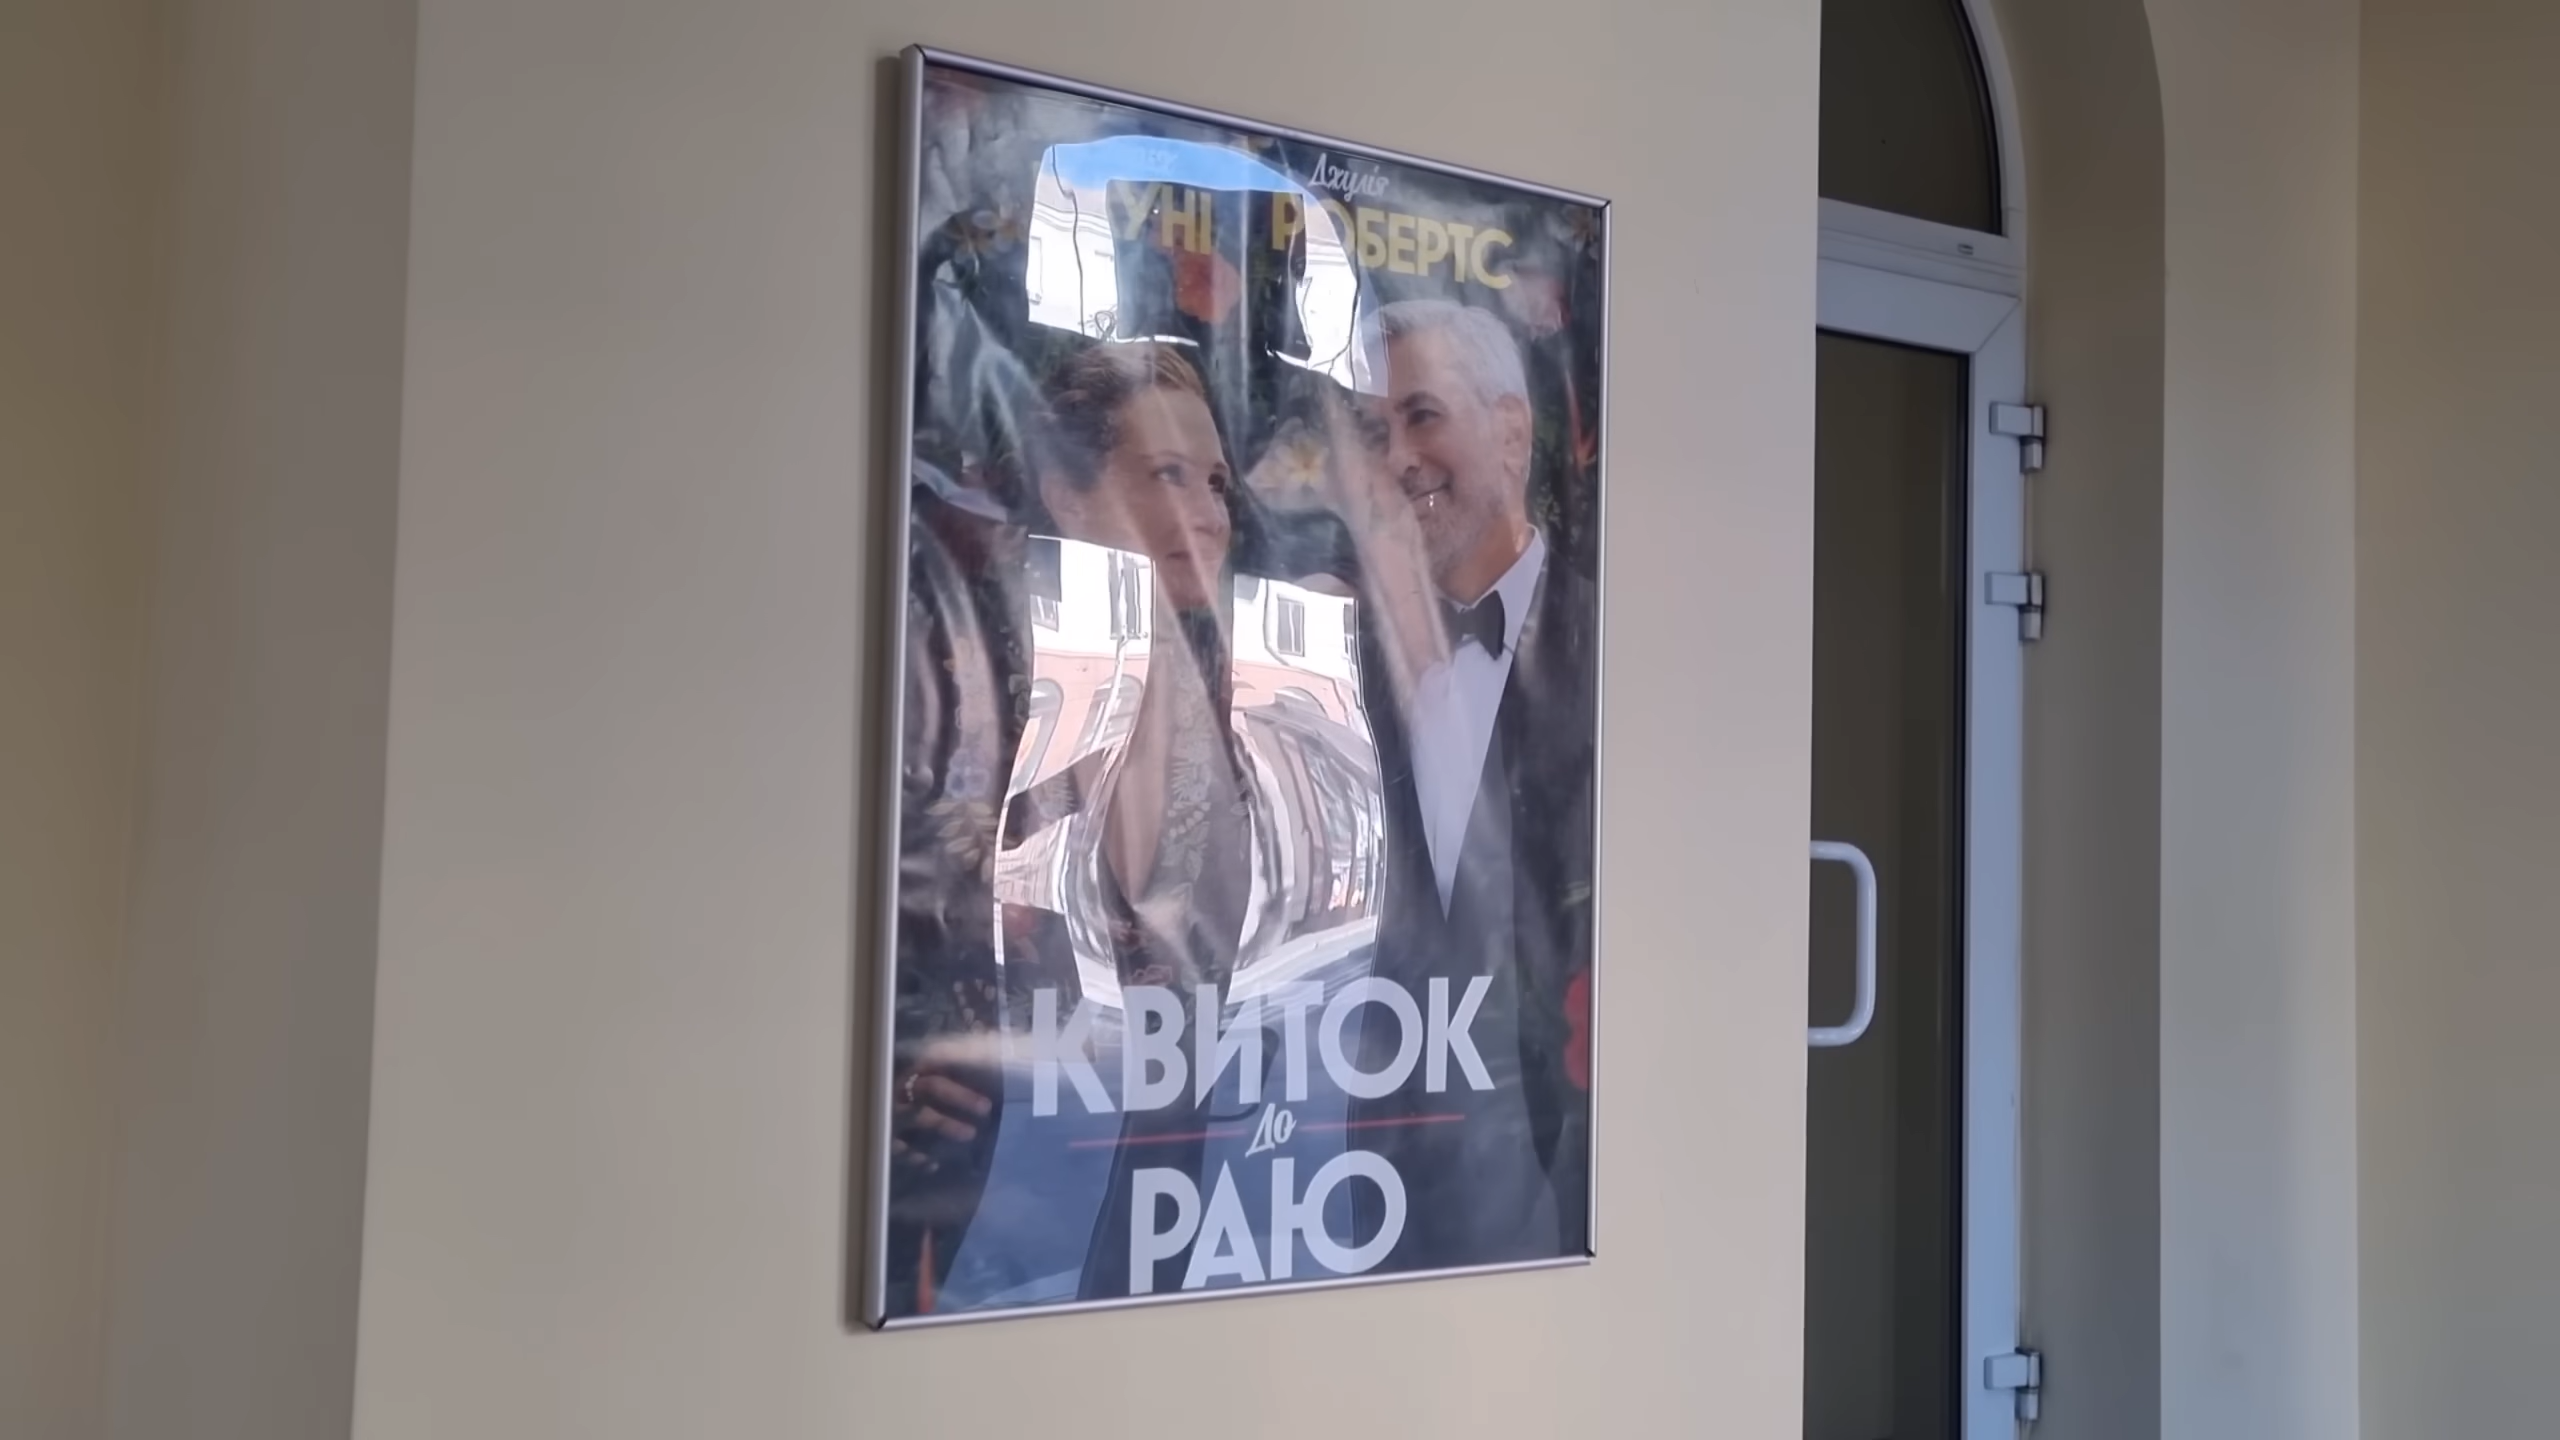 Джулія
УНІ РОБЕРТС
КВИТОК
До
РАЮ